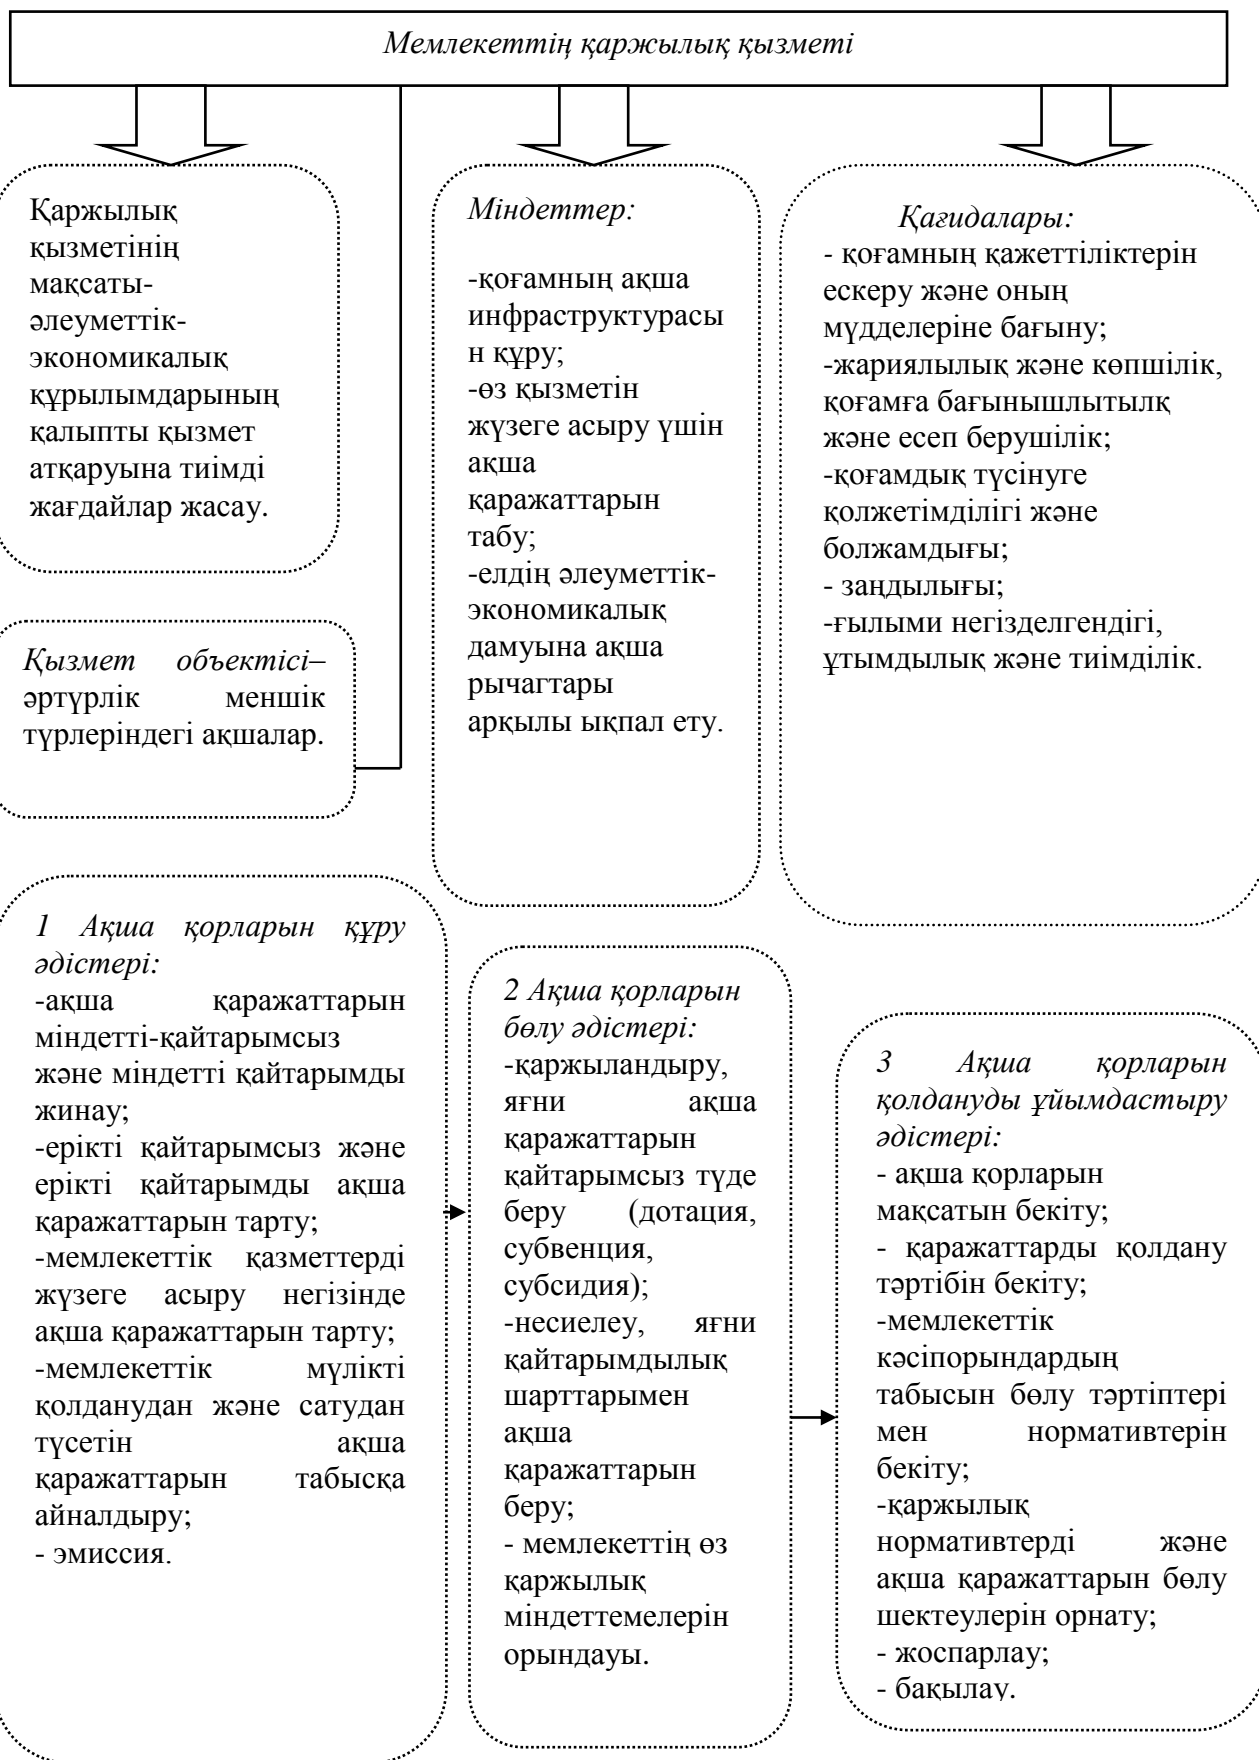 Мемлекеттің қаржылық қызметі
Қаржылық
қызметінің
мақсаты-
әлеуметтік-
экономикалық
құрылымдарының
қалыпты қызмет
атқаруына тиімді
жағдайлар жасау.
Қызмет объектісі–
әртүрлік меншік
түрлеріндегі ақшалар.
Міндеттер:
-қоғамның ақша
инфраструктурасы
н құру;
-өз қызметін
жүзеге асыру үшін
ақша
қаражаттарын
табу;
-елдің әлеуметтік-
экономикалық
дамуына ақша
рычагтары
арқылы ықпал ету.
Қағидалары:
- қоғамның қажеттіліктерін
ескеру және оның
мүдделеріне бағыну;
-жариялылық және көпшілік,
қоғамға бағынышлытылқ
және есеп берушілік;
-қоғамдық түсінуге
қолжетімділігі және
болжамдығы;
- заңдылығы;
-ғылыми негізделгендігі,
ұтымдылық және тиімділік.
1 Ақша қорларын құру
әдістері:
-ақша қаражаттарын
міндетті-қайтарымсыз
және міндетті қайтарымды
жинау;
-ерікті қайтарымсыз және
ерікті қайтарымды ақша
қаражаттарын тарту;
-мемлекеттік қазметтерді
жүзеге асыру негізінде
ақша қаражаттарын тарту;
-мемлекеттік мүлікті
қолданудан және сатудан
түсетін ақша
қаражаттарын табысқа
айналдыру;
- эмиссия.
2 Ақша қорларын
бөлу әдістері:
-қаржыландыру,
яғни ақша
қаражаттарын
қайтарымсыз түде
беру (дотация,
субвенция,
субсидия);
-несиелеу, яғни
қайтарымдылық
шарттарымен
ақша
қаражаттарын
беру;
- мемлекеттің өз
қаржылық
міндеттемелерін
орындауы.
3 Ақша қорларын
қолдануды ұйымдастыру
әдістері:
- ақша қорларын
мақсатын бекіту;
- қаражаттарды қолдану
тәртібін бекіту;
-мемлекеттік
кәсіпорындардың
табысын бөлу тәртіптері
мен нормативтерін
бекіту;
-қаржылық
нормативтерді және
ақша қаражаттарын бөлу
шектеулерін орнату;
- жоспарлау;
- бақылау.